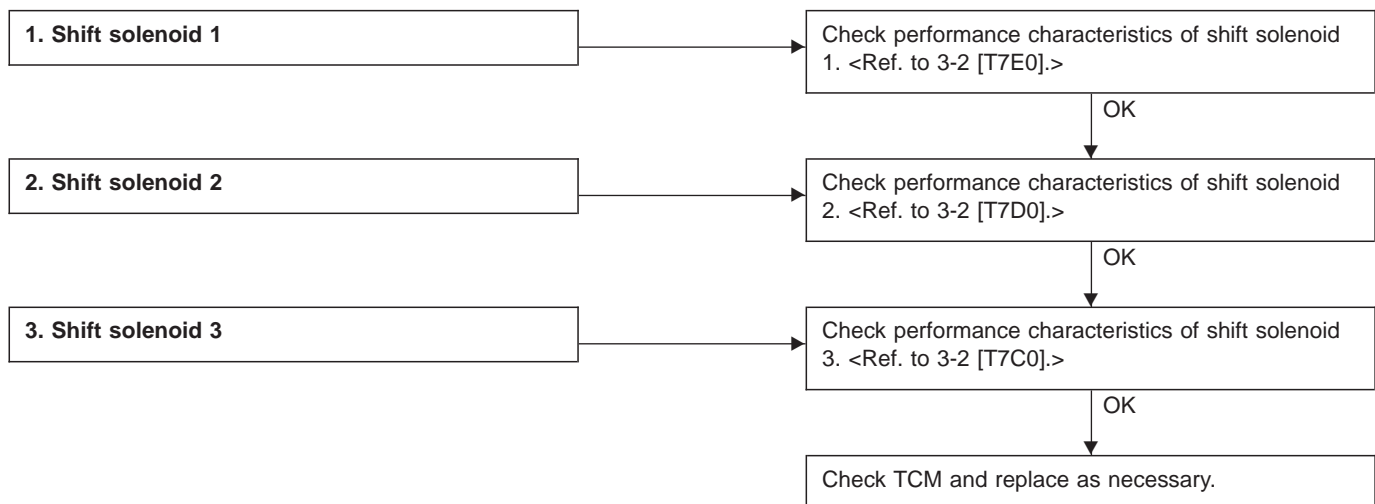 1. Shift solenoid 1
Check performance characteristics of shift solenoid
1. <Ref. to 3-2 [T7E0].>
OK
2. Shift solenoid 2
Check performance characteristics of shift solenoid
2. <Ref. to 3-2 [T7D0].>
OK
3. Shift solenoid 3
Check performance characteristics of shift solenoid
3. <Ref. to 3-2 [T7C0].>
OK
Check TCM and replace as necessary.